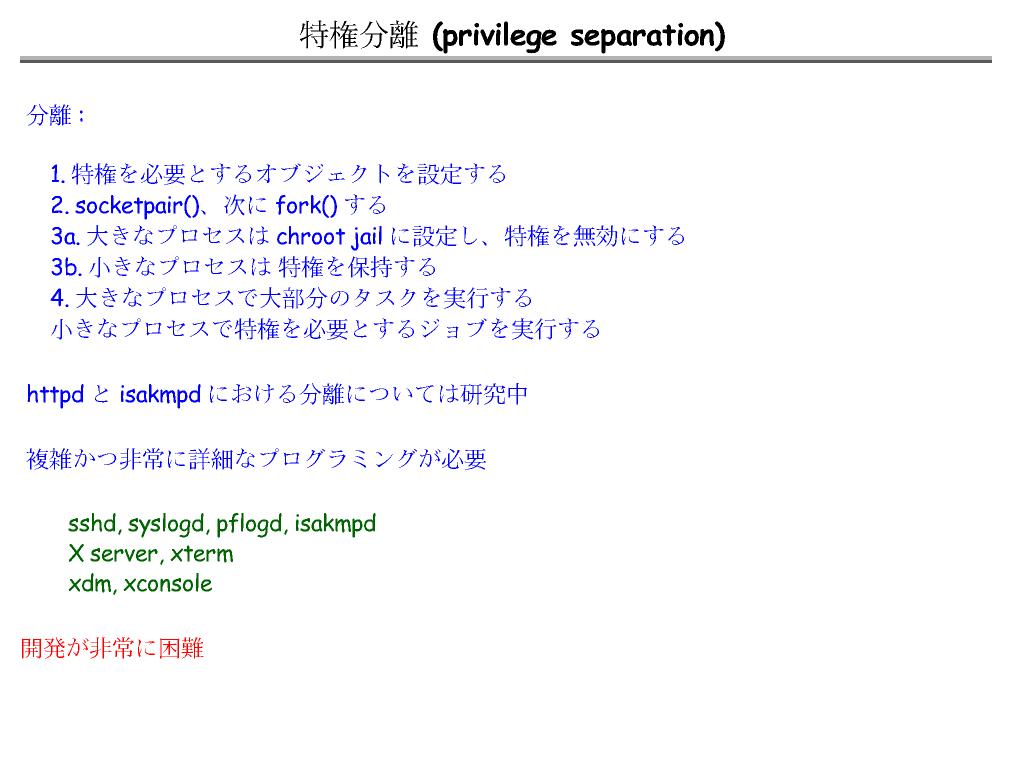 特権分離 (privilege separation)
分離 :
1. 特権を必要とするオブジェクトを設定する
2. socketpair()、次に fork() する
3a. 大きなプロセスは chroot jail に設定し、特権を無効にする
3b. 小きなプロセスは 特権を保持する
4. 大きなプロセスで大部分のタスクを実行する
小きなプロセスで特権を必要とするジョブを実行する
httpd と isakmpd における分離については研究中
複雑かつ非常に詳細なプログラミングが必要
sshd, syslogd, pflogd, isakmpd
X server, xterm
xdm, xconsole
開発が非常に困難